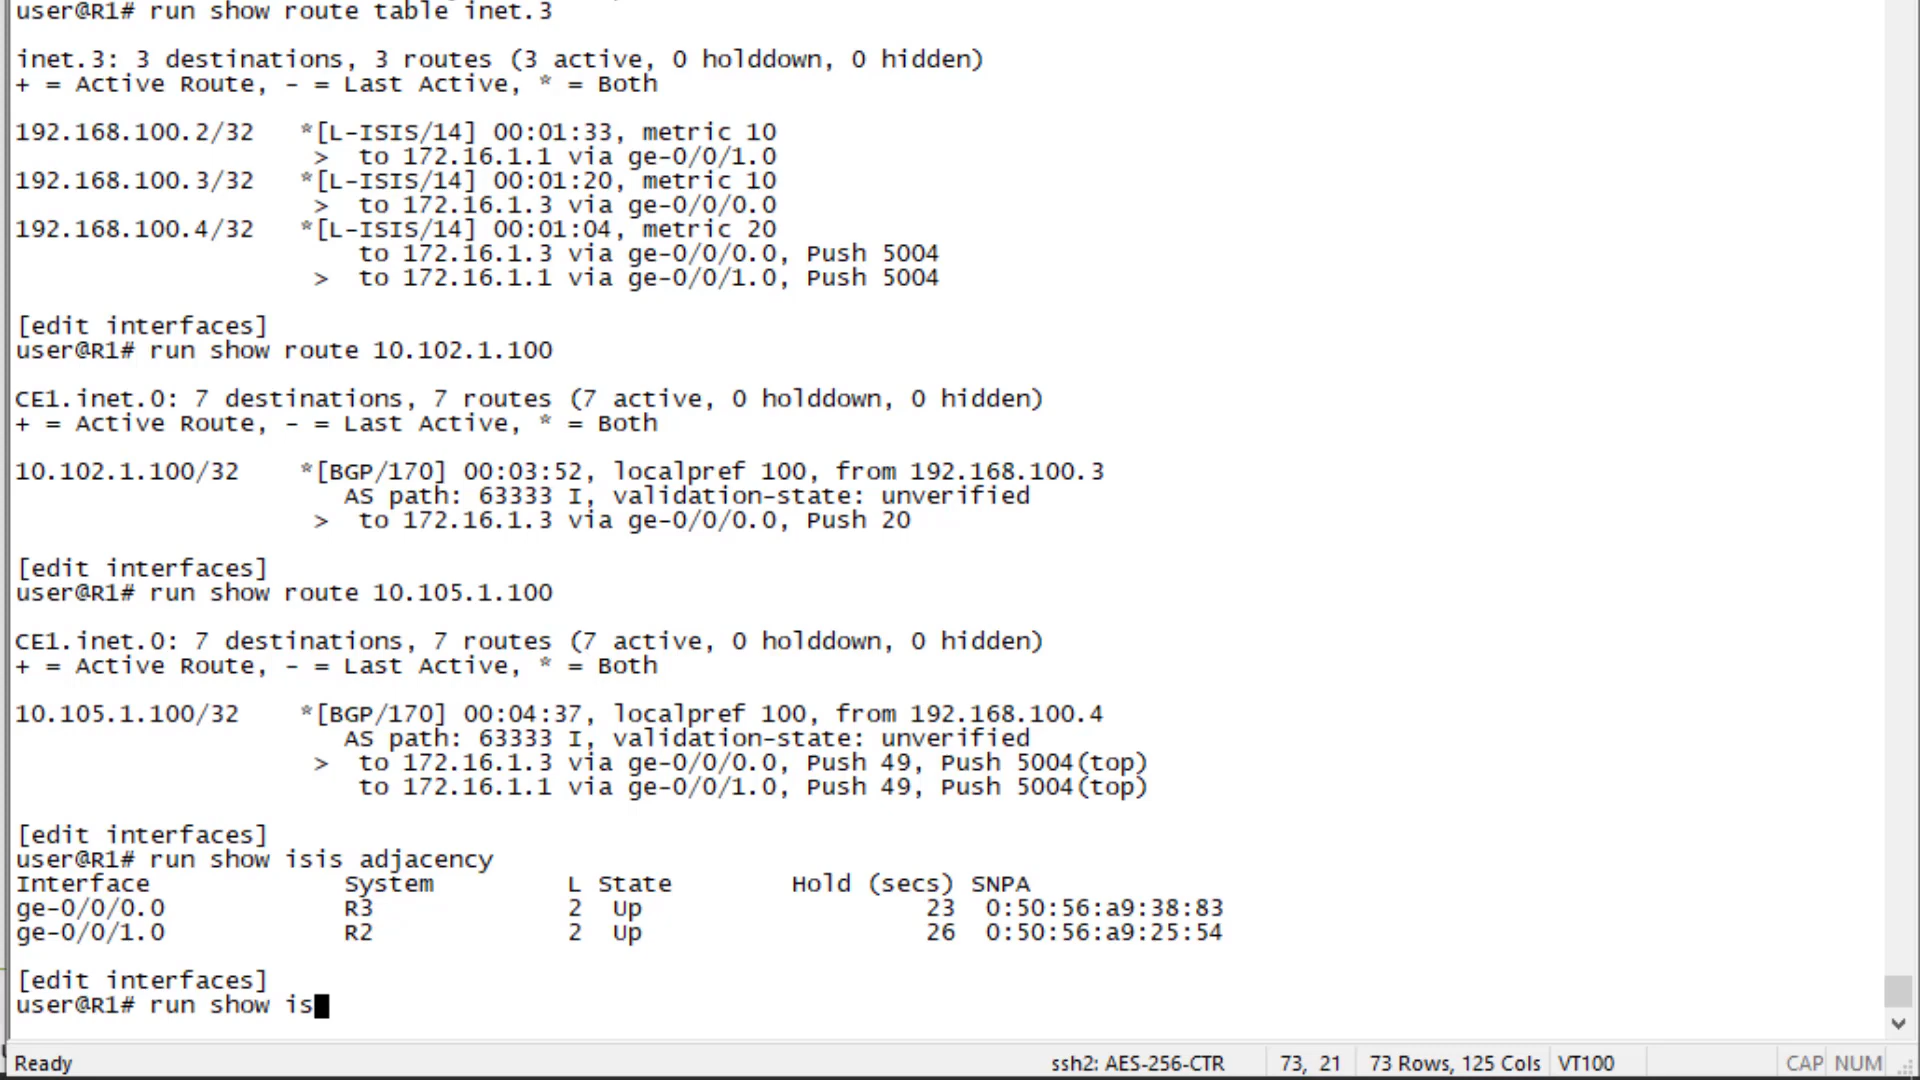 user@R1# run show route table inet.3

inet.3: 3 destinations, 3 routes (3 active, 0 holddown, 0 hidden)
+ = Active Route, - = Last Active, * = Both

192.168.100.2/32   *[L-ISIS/14] 00:01:33, metric 10
                    >  to 172.16.1.1 via ge-0/0/1.0
192.168.100.3/32   *[L-ISIS/14] 00:01:20, metric 10
                    >  to 172.16.1.3 via ge-0/0/0.0
192.168.100.4/32   *[L-ISIS/14] 00:01:04, metric 20
                       to 172.16.1.3 via ge-0/0/0.0, Push 5004
                    >  to 172.16.1.1 via ge-0/0/1.0, Push 5004

[edit interfaces]
user@R1# run show route 10.102.1.100

CE1.inet.0: 7 destinations, 7 routes (7 active, 0 holddown, 0 hidden)
+ = Active Route, - = Last Active, * = Both

10.102.1.100/32    *[BGP/170] 00:03:52, localpref 100, from 192.168.100.3
                      AS path: 63333 I, validation-state: unverified
                    >  to 172.16.1.3 via ge-0/0/0.0, Push 20

[edit interfaces]
user@R1# run show route 10.105.1.100

CE1.inet.0: 7 destinations, 7 routes (7 active, 0 holddown, 0 hidden)
+ = Active Route, - = Last Active, * = Both

10.105.1.100/32    *[BGP/170] 00:04:37, localpref 100, from 192.168.100.4
                      AS path: 63333 I, validation-state: unverified
                    >  to 172.16.1.3 via ge-0/0/0.0, Push 49, Push 5004(top)
                       to 172.16.1.1 via ge-0/0/1.0, Push 49, Push 5004(top)

[edit interfaces]
user@R1# run show isis adjacency
Interface             System         L State        Hold (secs) SNPA
ge-0/0/0.0            R3             2  Up                   23  0:50:56:a9:38:83
ge-0/0/1.0            R2             2  Up                   26  0:50:56:a9:25:54

[edit interfaces]
user@R1# run show is
Ready ssh2: AES-256-CTR 73, 21 73 Rows, 125 Cols VT100 CAP NUM